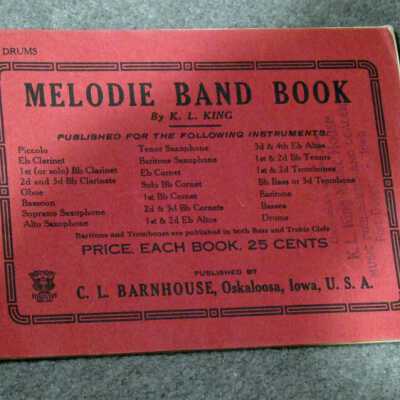 DRUMS
MELODIE BAND BOOK
By K. L. KING
PUBLISHED FOR THE FOLLOWING INSTRUMENTS:
Piccolo
Eb Clarinet
1st (or solo) Bb Clarinet
2d and 3d Bb Clarinets
Oboe
Bassoon
Soprano Saxophone
Alto Saxophone
Tenor Saxophone
Baritone Saxophone
Eb Cornet
Solo Bb Cornet
1st Bb Cornet
2d & 3d Bb Cornets
1st & 2d Eb Altos
3d & 4th Eb Altos
1st & 2d Bb Tenors
1st & 2d Trombones
Bb Bass or 3d Trombone
Baritone
Basses
Drums
Baritone and Trombones are published in both Bass and Treble Clefs
PRICE, EACH BOOK, 25 CENTS
PUBLISHED BY
C. L. BARNHOUSE, Oskaloosa, Iowa, U. S. A.
K. L. KING